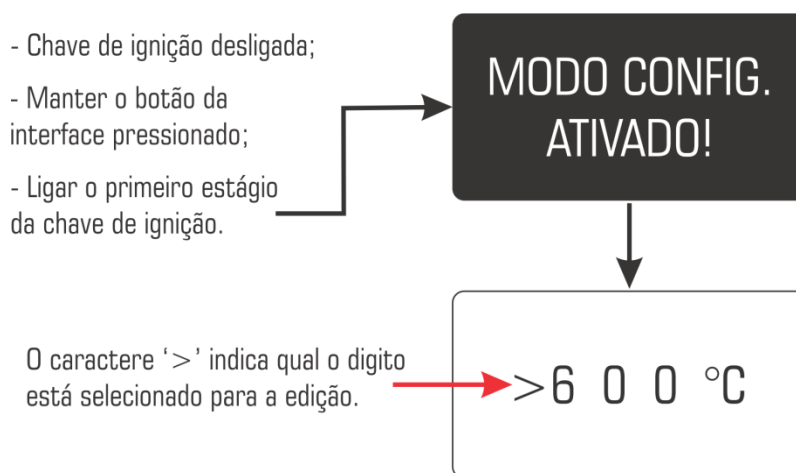 - Chave de ignição desligada;
- Manter o botão da
interface pressionado;
- Ligar o primeiro estágio
da chave de ignição.
MODO CONFIG.
ATIVADO!
O caractere ‘>’ indica qual o digito
está selecionado para a edição.
>6 0 0 °C